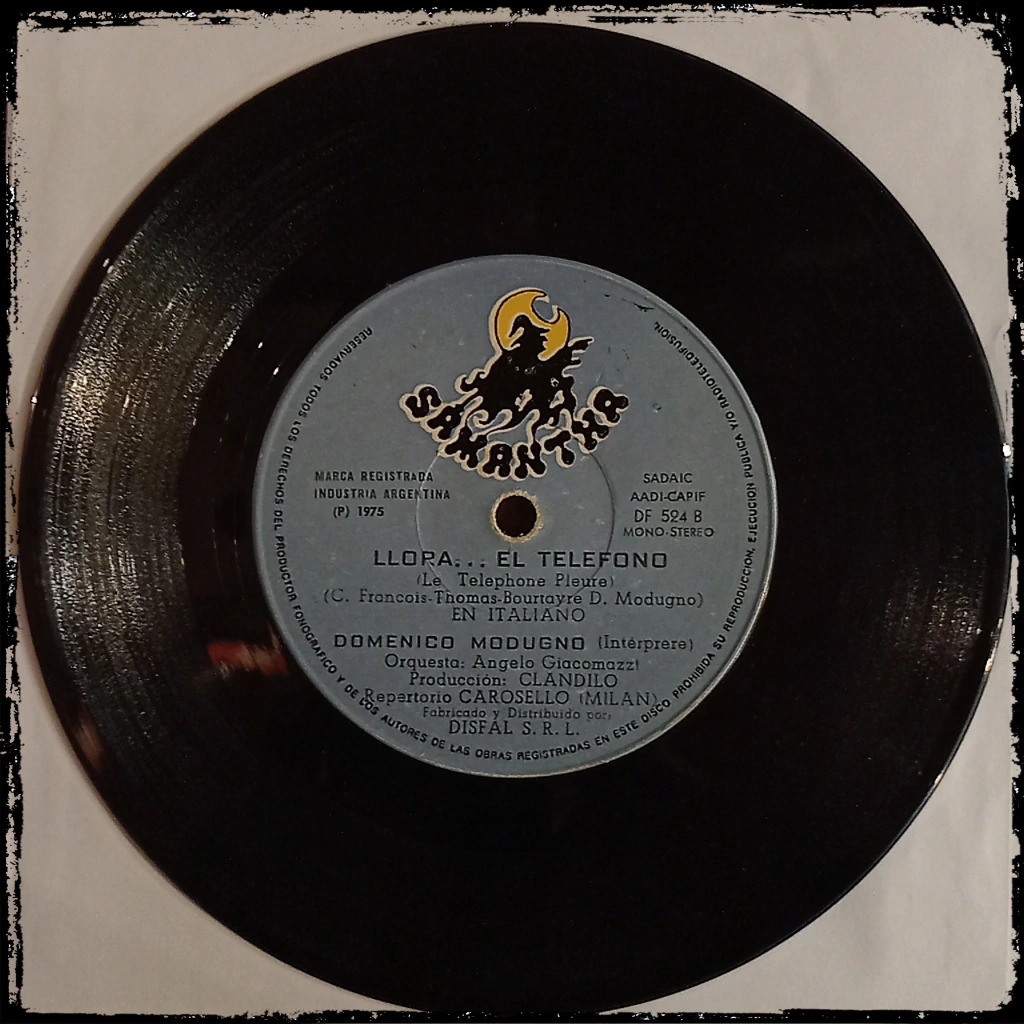 SAMANTHA
MARCA REGISTRADA
INDUSTRIA ARGENTINA
(P) 1975
SADAIC
AADI-CAPIF
DF 524 B
MONO-STEREO
LLORA... EL TELEFONO
(Le Telephone Pleure)
(C. Francois-Thomas-Bourtayre D. Modugno)
EN ITALIANO
DOMENICO MODUGNO (Intérprere)
Orquesta: Angelo Giacomazzi
Producción: CLANDILO
Repertorio CAROSELLO (MILAN)
Fabricado y Distribuido por:
DISFAL S. R. L.
RESERVADOS TODOS LOS DERECHOS DEL PRODUCTOR FONOGRAFICO Y DE LOS AUTORES DE LAS OBRAS REGISTRADAS EN ESTE DISCO PROHIBIDA SU REPRODUCCION, EJECUCION PUBLICA Y/O RADIOTELEDIFUSION.